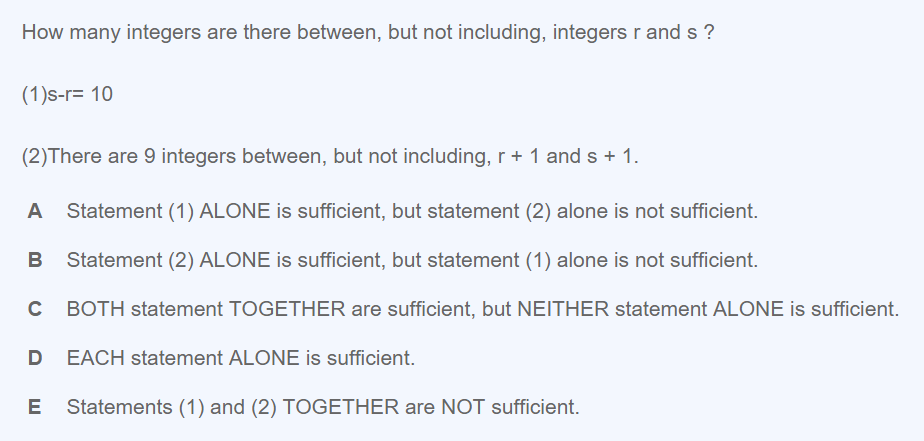 How many integers are there between, but not including, integers r and s ?
(1)s-r= 10
(2)There are 9 integers between, but not including, r + 1 and s + 1.
A Statement (1) ALONE is sufficient, but statement (2) alone is not sufficient.
B Statement (2) ALONE is sufficient, but statement (1) alone is not sufficient.
C BOTH statement TOGETHER are sufficient, but NEITHER statement ALONE is sufficient.
D EACH statement ALONE is sufficient.
E Statements (1) and (2) TOGETHER are NOT sufficient.